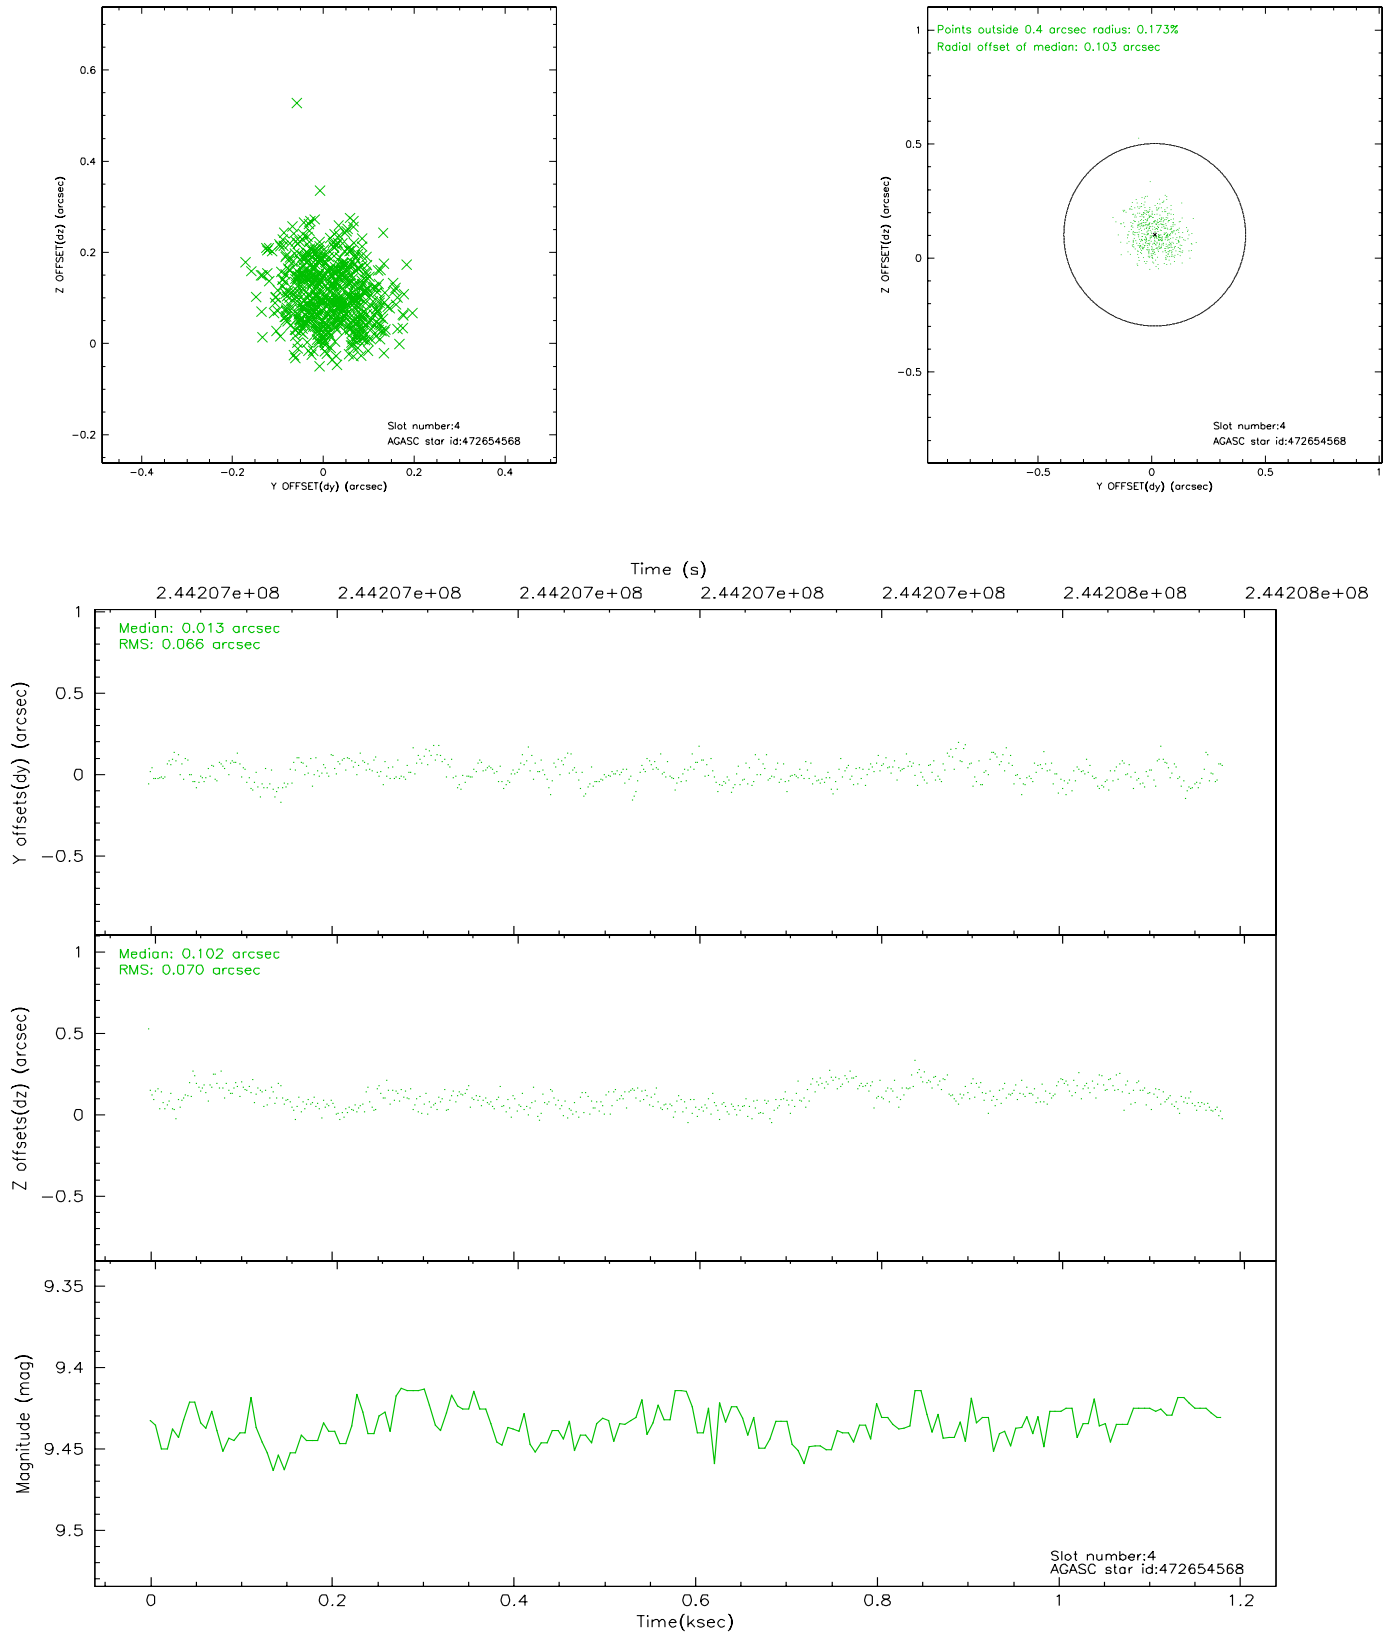 0.6
0.4
0.2
0
−0.2
Z OFFSET(dz) (arcsec)
Slot number:4
AGASC star id:472654568
−0.4 −0.2 0 0.2 0.4
Y OFFSET(dy) (arcsec)
Points outside 0.4 arcsec radius: 0.173%
Radial offset of median: 0.103 arcsec
1
0.5
0
−0.5
Z OFFSET(dz) (arcsec)
Slot number:4
AGASC star id:472654568
−0.5 0 0.5 1
Y OFFSET(dy) (arcsec)
Time (s)
2.44207e+08 2.44207e+08 2.44207e+08 2.44207e+08 2.44207e+08 2.44208e+08 2.44208e+08
Median: 0.013 arcsec
RMS: 0.066 arcsec
1
0.5
0
−0.5
Y offsets(dy) (arcsec)
Median: 0.102 arcsec
RMS: 0.070 arcsec
1
0.5
0
−0.5
Z offsets(dz) (arcsec)
9.35
9.4
9.45
9.5
Magnitude (mag)
Slot number:4
AGASC star id:472654568
0 0.2 0.4 0.6 0.8 1 1.2
Time(ksec)